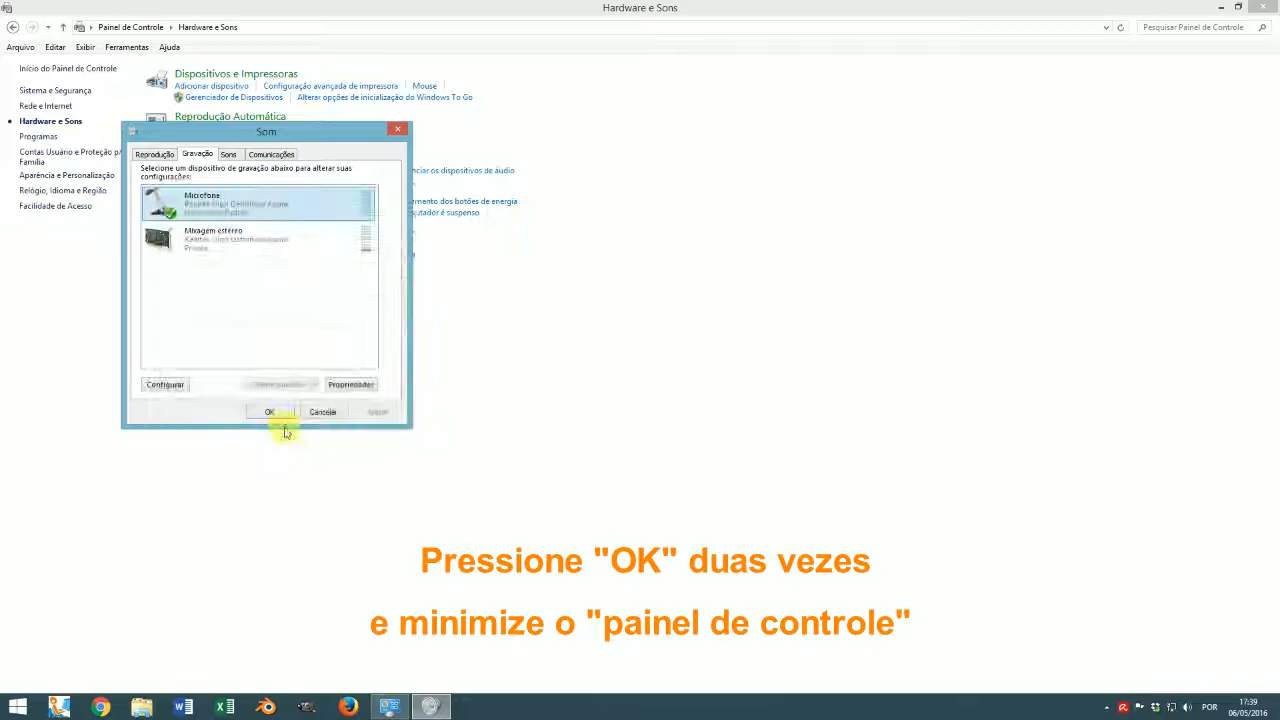 Hardware e Sons
Painel de Controle Hardware e Sons
Pesquisar Painel de Controle
Arquivo Editar Exibir Ferramentas Ajuda
Início do Painel de Controle
Sistema e Segurança
Rede e Internet
Hardware e Sons
Programas
Contas Usuário e Proteção p/
Família
Aparência e Personalização
Relógio, Idioma e Região
Facilidade de Acesso
Dispositivos e Impressoras
Adicionar dispositivo Configuração avançada de impressora Mouse
Gerenciador de Dispositivos Alterar opções de inicialização do Windows To Go
Reprodução Automática
nciar os dispositivos de áudio
amento dos botões de energia
utador é suspenso
Som
Reprodução Gravação Sons Comunicações
Selecione um dispositivo de gravação abaixo para alterar suas
configurações:
Microfone
Mixagem estéreo
Configurar Propriedades
OK Cancelar
Pressione "OK" duas vezes
e minimize o "painel de controle"
POR
17:39
06/05/2016